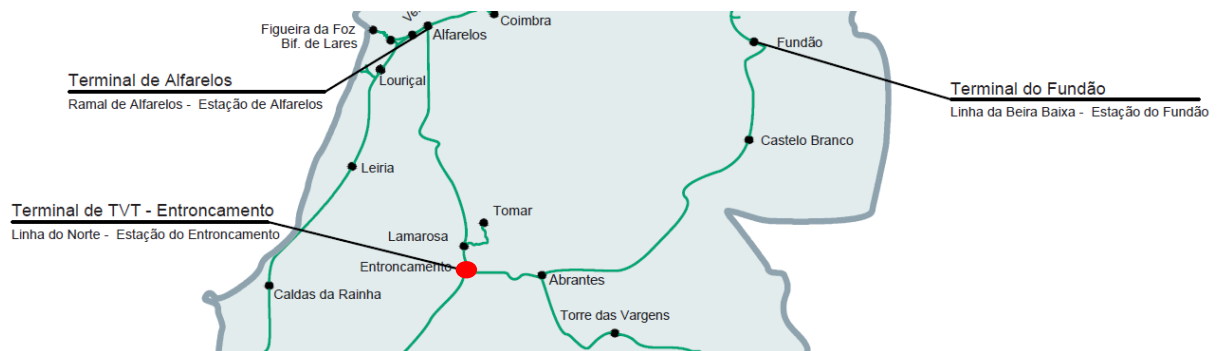 Coimbra
Figueira da Foz
Bif. de Lares
Alfarelos
Fundão
Terminal de Alfarelos
Ramal de Alfarelos - Estação de Alfarelos
Louriçal
Terminal do Fundão
Linha da Beira Baixa - Estação do Fundão
Castelo Branco
Leiria
Terminal de TVT - Entroncamento
Linha do Norte - Estação do Entroncamento
Tomar
Lamarosa
Entroncamento
Abrantes
Caldas da Rainha
Torre das Vargens